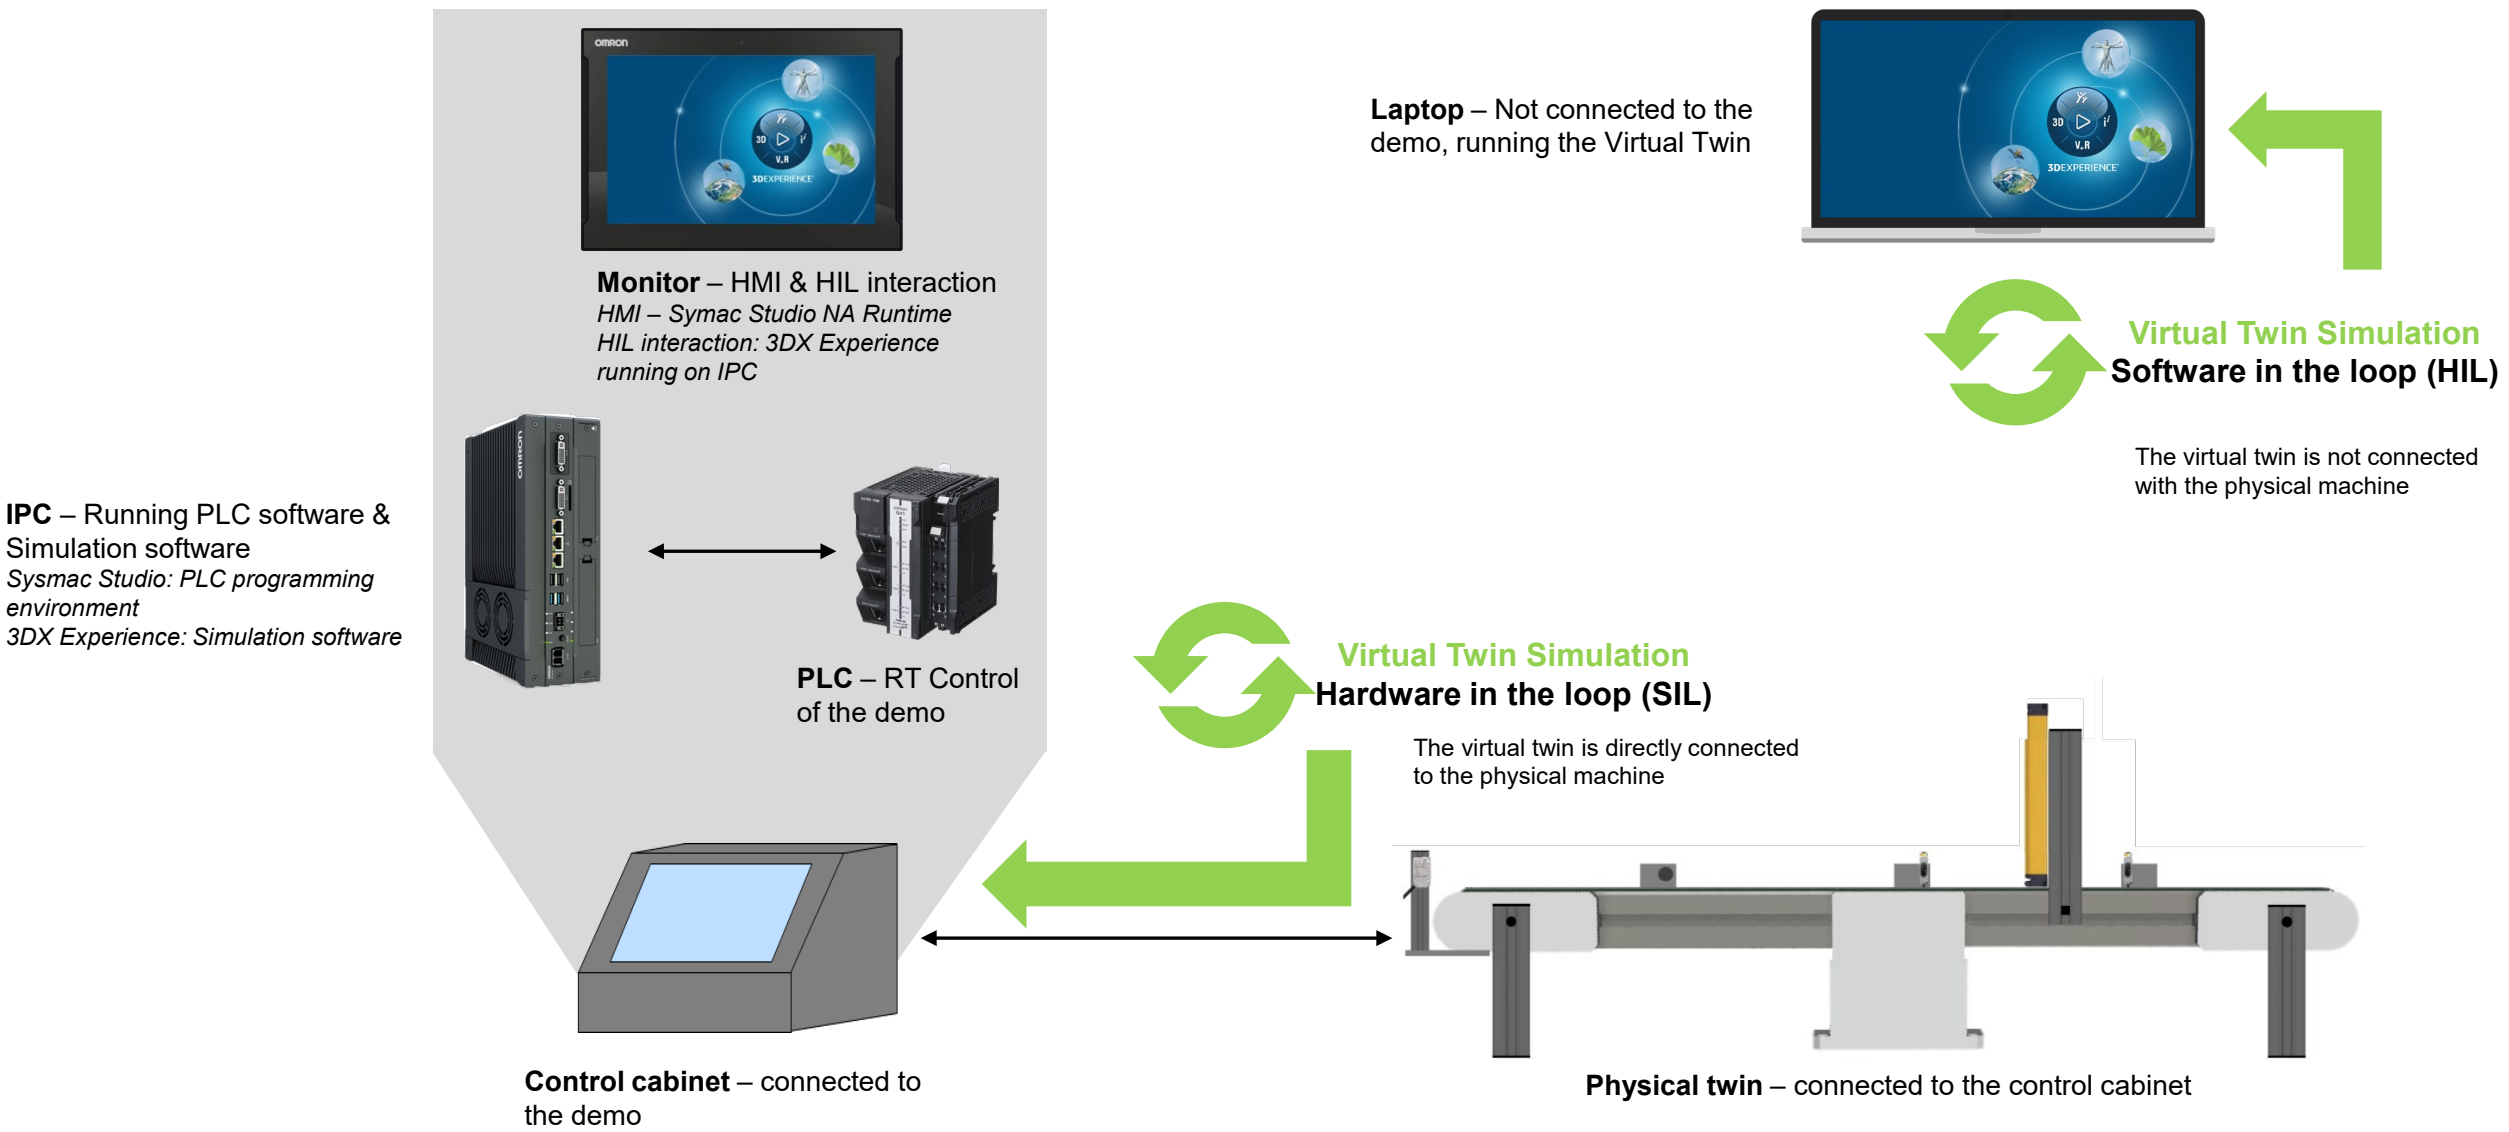 OMRON
3D
V.R
3DEXPERIENCE
Monitor – HMI & HIL interaction
HMI – Symac Studio NA Runtime
HIL interaction: 3DX Experience
running on IPC
Laptop – Not connected to the
demo, running the Virtual Twin
3D
V.R
3DEXPERIENCE
Virtual Twin Simulation
Software in the loop (HIL)
The virtual twin is not connected
with the physical machine
IPC – Running PLC software &
Simulation software
Sysmac Studio: PLC programming
environment
3DX Experience: Simulation software
OMRON
PLC – RT Control
of the demo
Virtual Twin Simulation
Hardware in the loop (SIL)
The virtual twin is directly connected
to the physical machine
Control cabinet – connected to
the demo
Physical twin – connected to the control cabinet